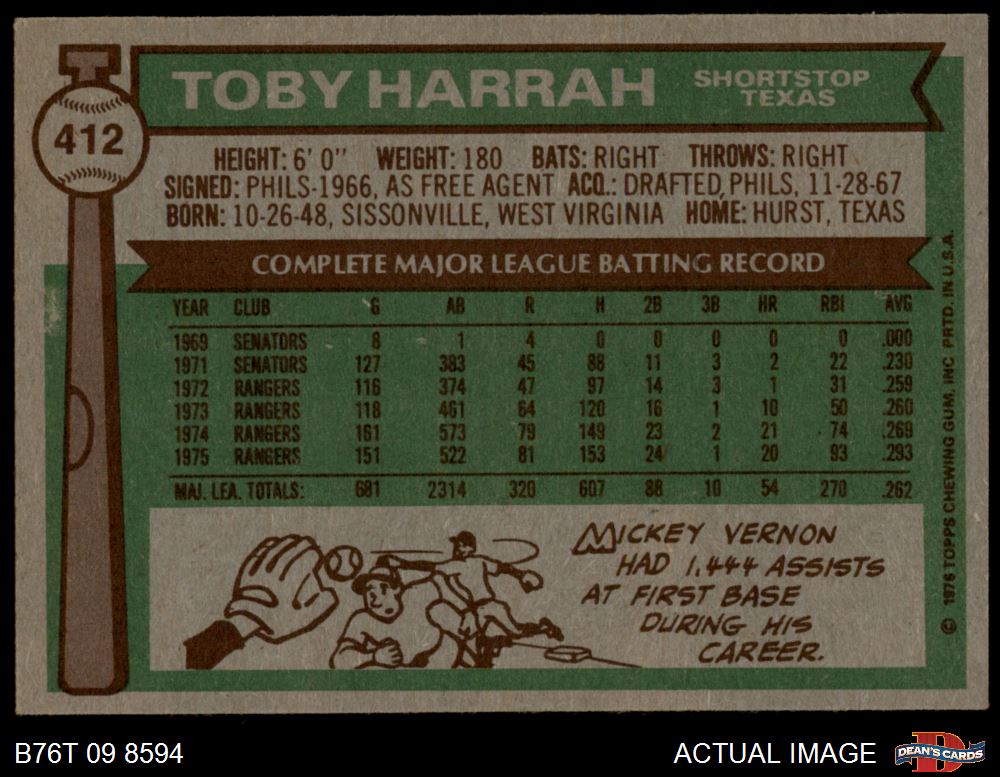 412
TOBY HARRAH
SHORTSTOP
TEXAS
HEIGHT: 6' 0" WEIGHT: 180 BATS: RIGHT THROWS: RIGHT
SIGNED: PHILS-1966, AS FREE AGENT ACQ.: DRAFTED, PHILS, 11-28-67
BORN: 10-26-48, SISSONVILLE, WEST VIRGINIA HOME: HURST, TEXAS
COMPLETE MAJOR LEAGUE BATTING RECORD
YEAR CLUB G AB R H 2B 3B HR RBI AVG
1969 SENATORS 8 1 4 0 0 0 0 0 .000
1971 SENATORS 127 383 45 88 11 3 2 22 .230
1972 RANGERS 116 374 47 97 14 3 1 31 .259
1973 RANGERS 118 461 64 120 16 1 10 50 .260
1974 RANGERS 161 573 79 149 23 2 21 74 .269
1975 RANGERS 151 522 81 153 24 1 20 93 .293
MAJ. LEA. TOTALS: 681 2314 320 607 88 10 54 270 .262
MICKEY VERNON
HAD 1,444 ASSISTS
AT FIRST BASE
DURING HIS
CAREER.
© 1976 TOPPS CHEWING GUM, INC PRTD. IN U.S.A.
B76T 09 8594
ACTUAL IMAGE
D
DEAN'S CARDS